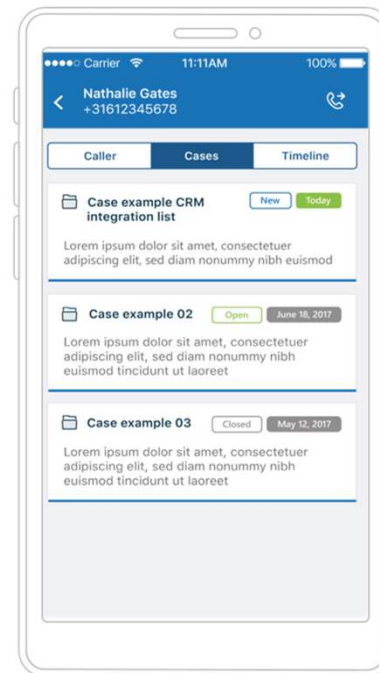 Carrier 11:11AM 100%
Nathalie Gates
+31612345678
Caller Cases Timeline
Case example CRM New Today
integration list
Lorem ipsum dolor sit amet, consectetuer
adipiscing elit, sed diam nonummy nibh euismod
Case example 02 Open June 18, 2017
Lorem ipsum dolor sit amet, consectetuer
adipiscing elit, sed diam nonummy nibh
euismod tincidunt ut laoreet
Case example 03 Closed May 12, 2017
Lorem ipsum dolor sit amet, consectetuer
adipiscing elit, sed diam nonummy nibh
euismod tincidunt ut laoreet